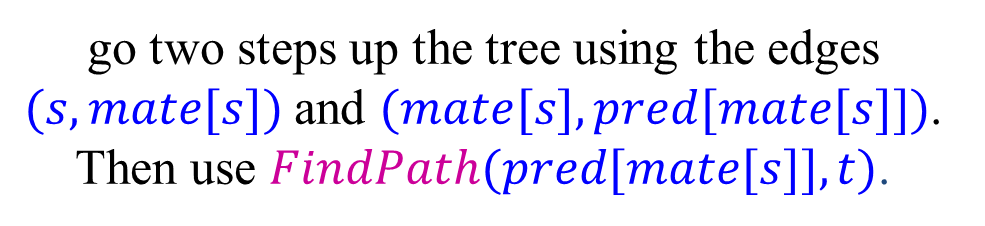 go two steps up the tree using the edges
(s, mate[s]) and (mate[s], pred[mate[s]]).
Then use FindPath(pred[mate[s]], t).